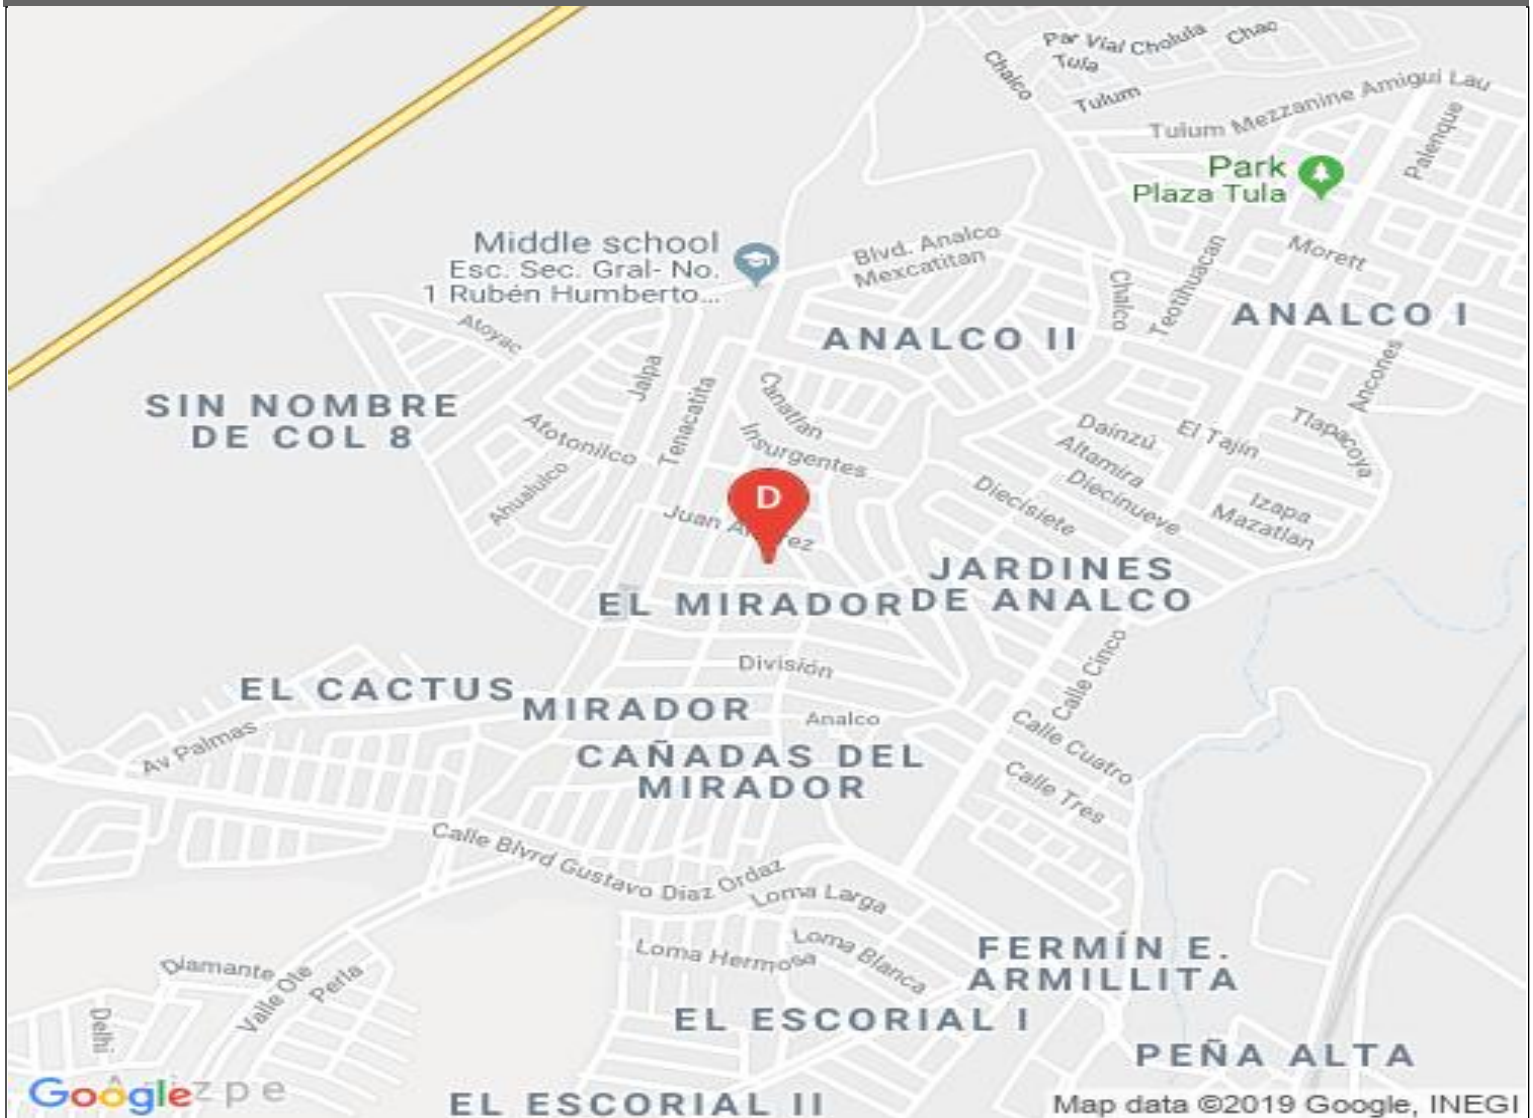 Par Vial Cholula
Chac
Chalco
Tula
Tulum
Tulum Mezzanine Amigui Lau
Palenque
Park
Plaza Tula
Middle school
Esc. Sec. Gral- No.
1 Rubén Humberto...
Blvd. Analco
Mexcatitan
Morett
Teotihuacan
Chalco
ANALCO I
ANALCO II
Atoyac
Jalpa
Tenacatita
Canatlan
Ancones
SIN NOMBRE
DE COL 8
Atotonilco
Insurgentes
Dainzú
El Tajín
Tlapacoya
Altamira
Ahualulco
D
Diecisiete
Diecinueve
Izapa
Mazatlan
Juan A rez
JARDINES
DE ANALCO
EL MIRADOR
División
Calle Cinco
EL CACTUS
MIRADOR
Analco
Av Palmas
Calle Cuatro
CAÑADAS DEL
MIRADOR
Calle Tres
Calle Blvrd Gustavo Diaz Ordaz
Loma Larga
Loma Hermosa
Loma Blanca
FERMÍN E.
ARMILLITA
Diamante
Valle Ole
Perla
Delhi
EL ESCORIAL I
PEÑA ALTA
Google
EL ESCORIAL II
Map data ©2019 Google, INEGI